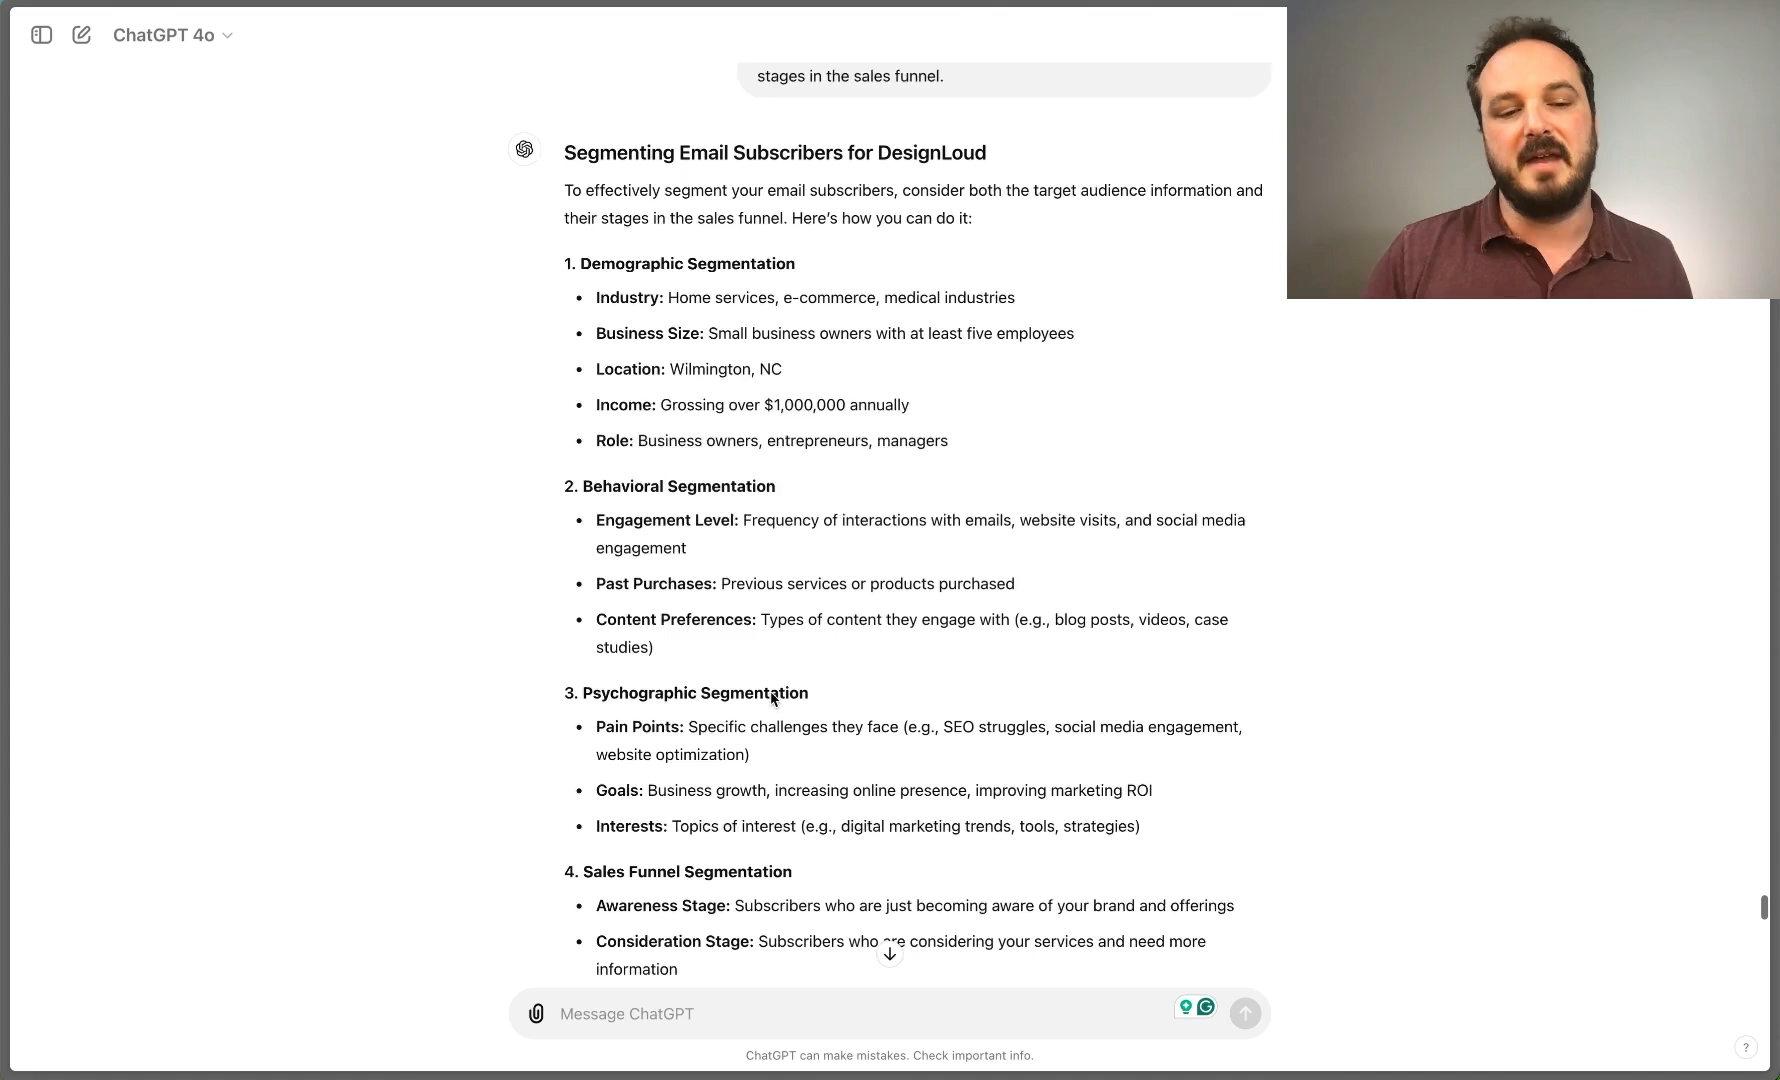 ChatGPT 4o
stages in the sales funnel.
Segmenting Email Subscribers for DesignLoud
To effectively segment your email subscribers, consider both the target audience information and
their stages in the sales funnel. Here’s how you can do it:
1. Demographic Segmentation
• Industry: Home services, e-commerce, medical industries
• Business Size: Small business owners with at least five employees
• Location: Wilmington, NC
• Income: Grossing over $1,000,000 annually
• Role: Business owners, entrepreneurs, managers
2. Behavioral Segmentation
• Engagement Level: Frequency of interactions with emails, website visits, and social media
engagement
• Past Purchases: Previous services or products purchased
• Content Preferences: Types of content they engage with (e.g., blog posts, videos, case
studies)
3. Psychographic Segmentation
• Pain Points: Specific challenges they face (e.g., SEO struggles, social media engagement,
website optimization)
• Goals: Business growth, increasing online presence, improving marketing ROI
• Interests: Topics of interest (e.g., digital marketing trends, tools, strategies)
4. Sales Funnel Segmentation
• Awareness Stage: Subscribers who are just becoming aware of your brand and offerings
• Consideration Stage: Subscribers who are considering your services and need more
information
Message ChatGPT
ChatGPT can make mistakes. Check important info.
?